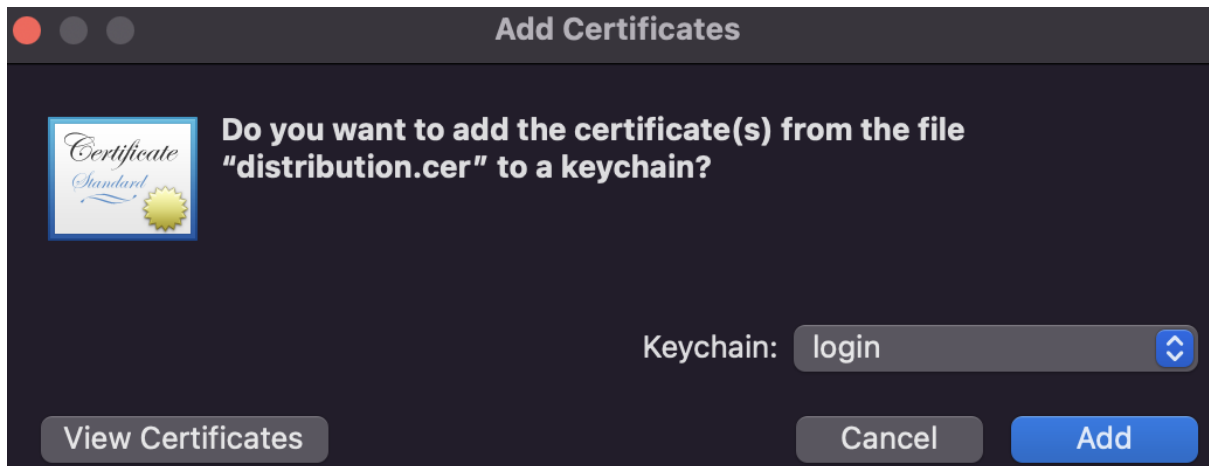 Add Certificates
Certificate
Standard
Do you want to add the certificate(s) from the file
“distribution.cer” to a keychain?
Keychain: login
View Certificates Cancel Add